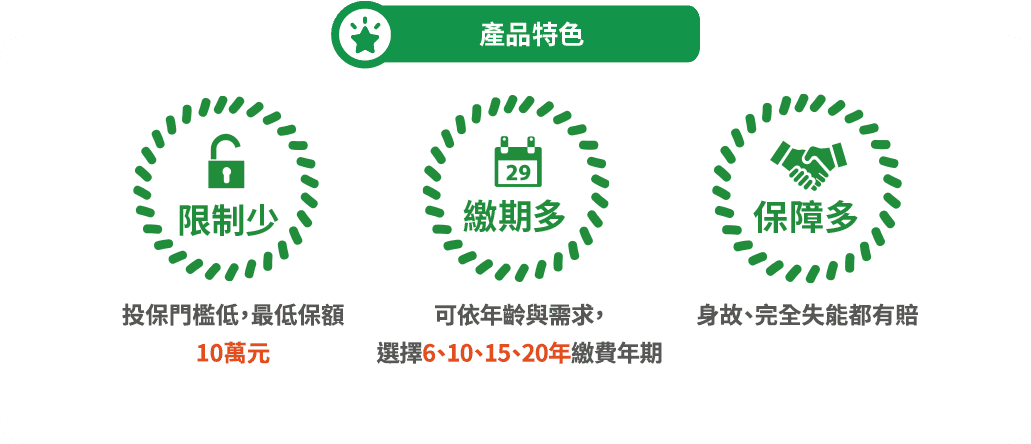 產品特色
限制少
投保門檻低，最低保額
10萬元
29
繳期多
可依年齡與需求，
選擇6、10、15、20年繳費年期
保障多
身故、完全失能都有賠